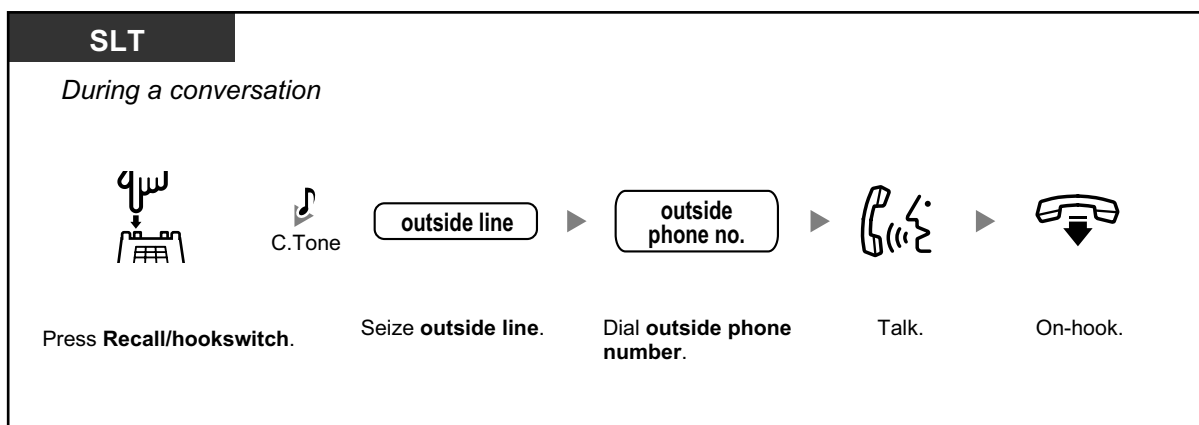 SLT
During a conversation
C.Tone
outside line
outside
phone no.
Press Recall/hookswitch.
Seize outside line.
Dial outside phone
number.
Talk.
On-hook.